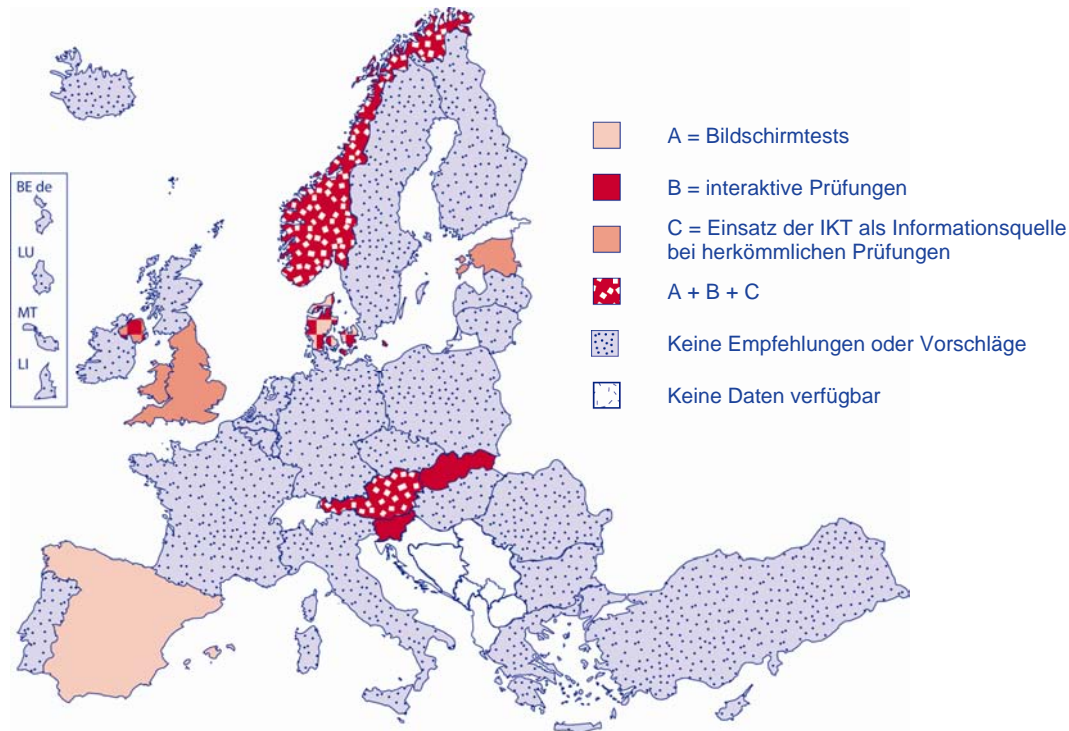 A = Bildschirmtests
B = interaktive Prüfungen
C = Einsatz der IKT als Informationsquelle
bei herkömmlichen Prüfungen
A + B + C
Keine Empfehlungen oder Vorschläge
Keine Daten verfügbar
BE de
LU
MT
LI